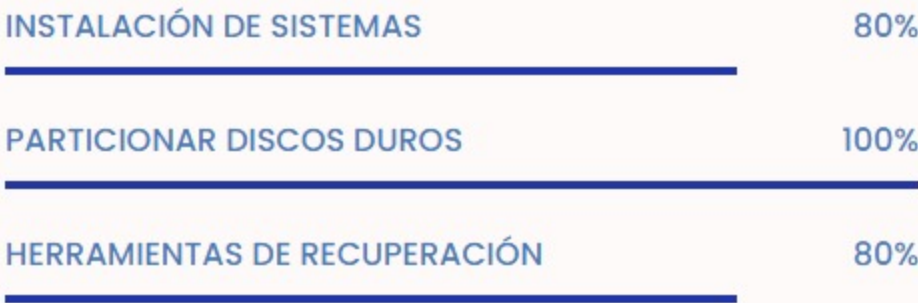 INSTALACIÓN DE SISTEMAS 80%
PARTICIONAR DISCOS DUROS 100%
HERRAMIENTAS DE RECUPERACIÓN 80%